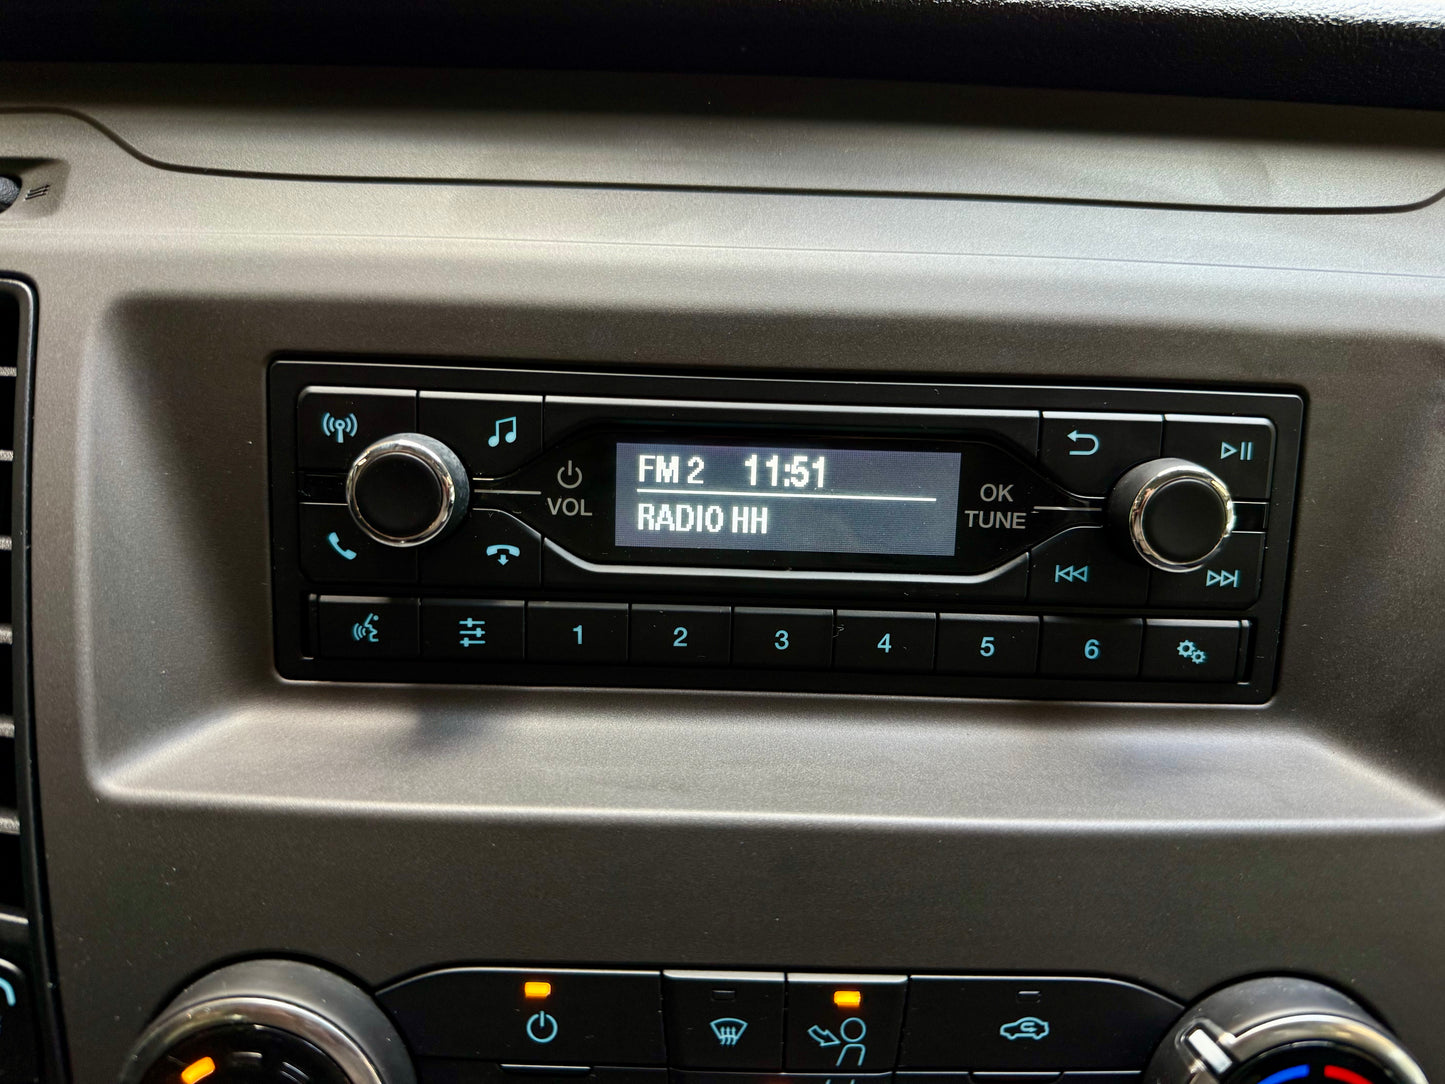 FM 2 11:51
RADIO HH
VOL
OK
TUNE
1 2 3 4 5 6